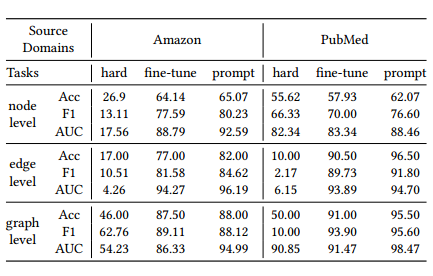 Source Domains Amazon PubMed
Tasks hard fine-tune prompt hard fine-tune prompt
node level Acc 26.9 64.14 65.07 55.62 57.93 62.07
F1 13.11 77.59 80.23 66.33 70.00 76.60
AUC 17.56 88.79 92.59 82.34 83.34 88.46
edge level Acc 17.00 77.00 82.00 10.00 90.50 96.50
F1 10.51 81.58 84.62 2.17 89.73 91.80
AUC 4.26 94.27 96.19 6.15 93.89 94.70
graph level Acc 46.00 87.50 88.00 50.00 91.00 95.50
F1 62.76 89.11 88.12 10.00 93.90 95.60
AUC 54.23 86.33 94.99 90.85 91.47 98.47